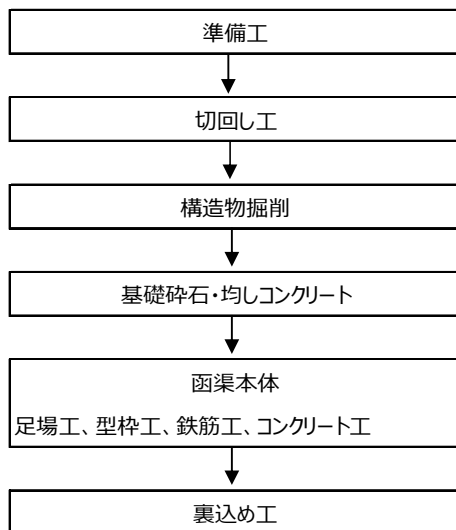 準備工
切回し工
構造物掘削
基礎砕石・均しコンクリート
函渠本体
足場工、型枠工、鉄筋工、コンクリート工
裏込め工